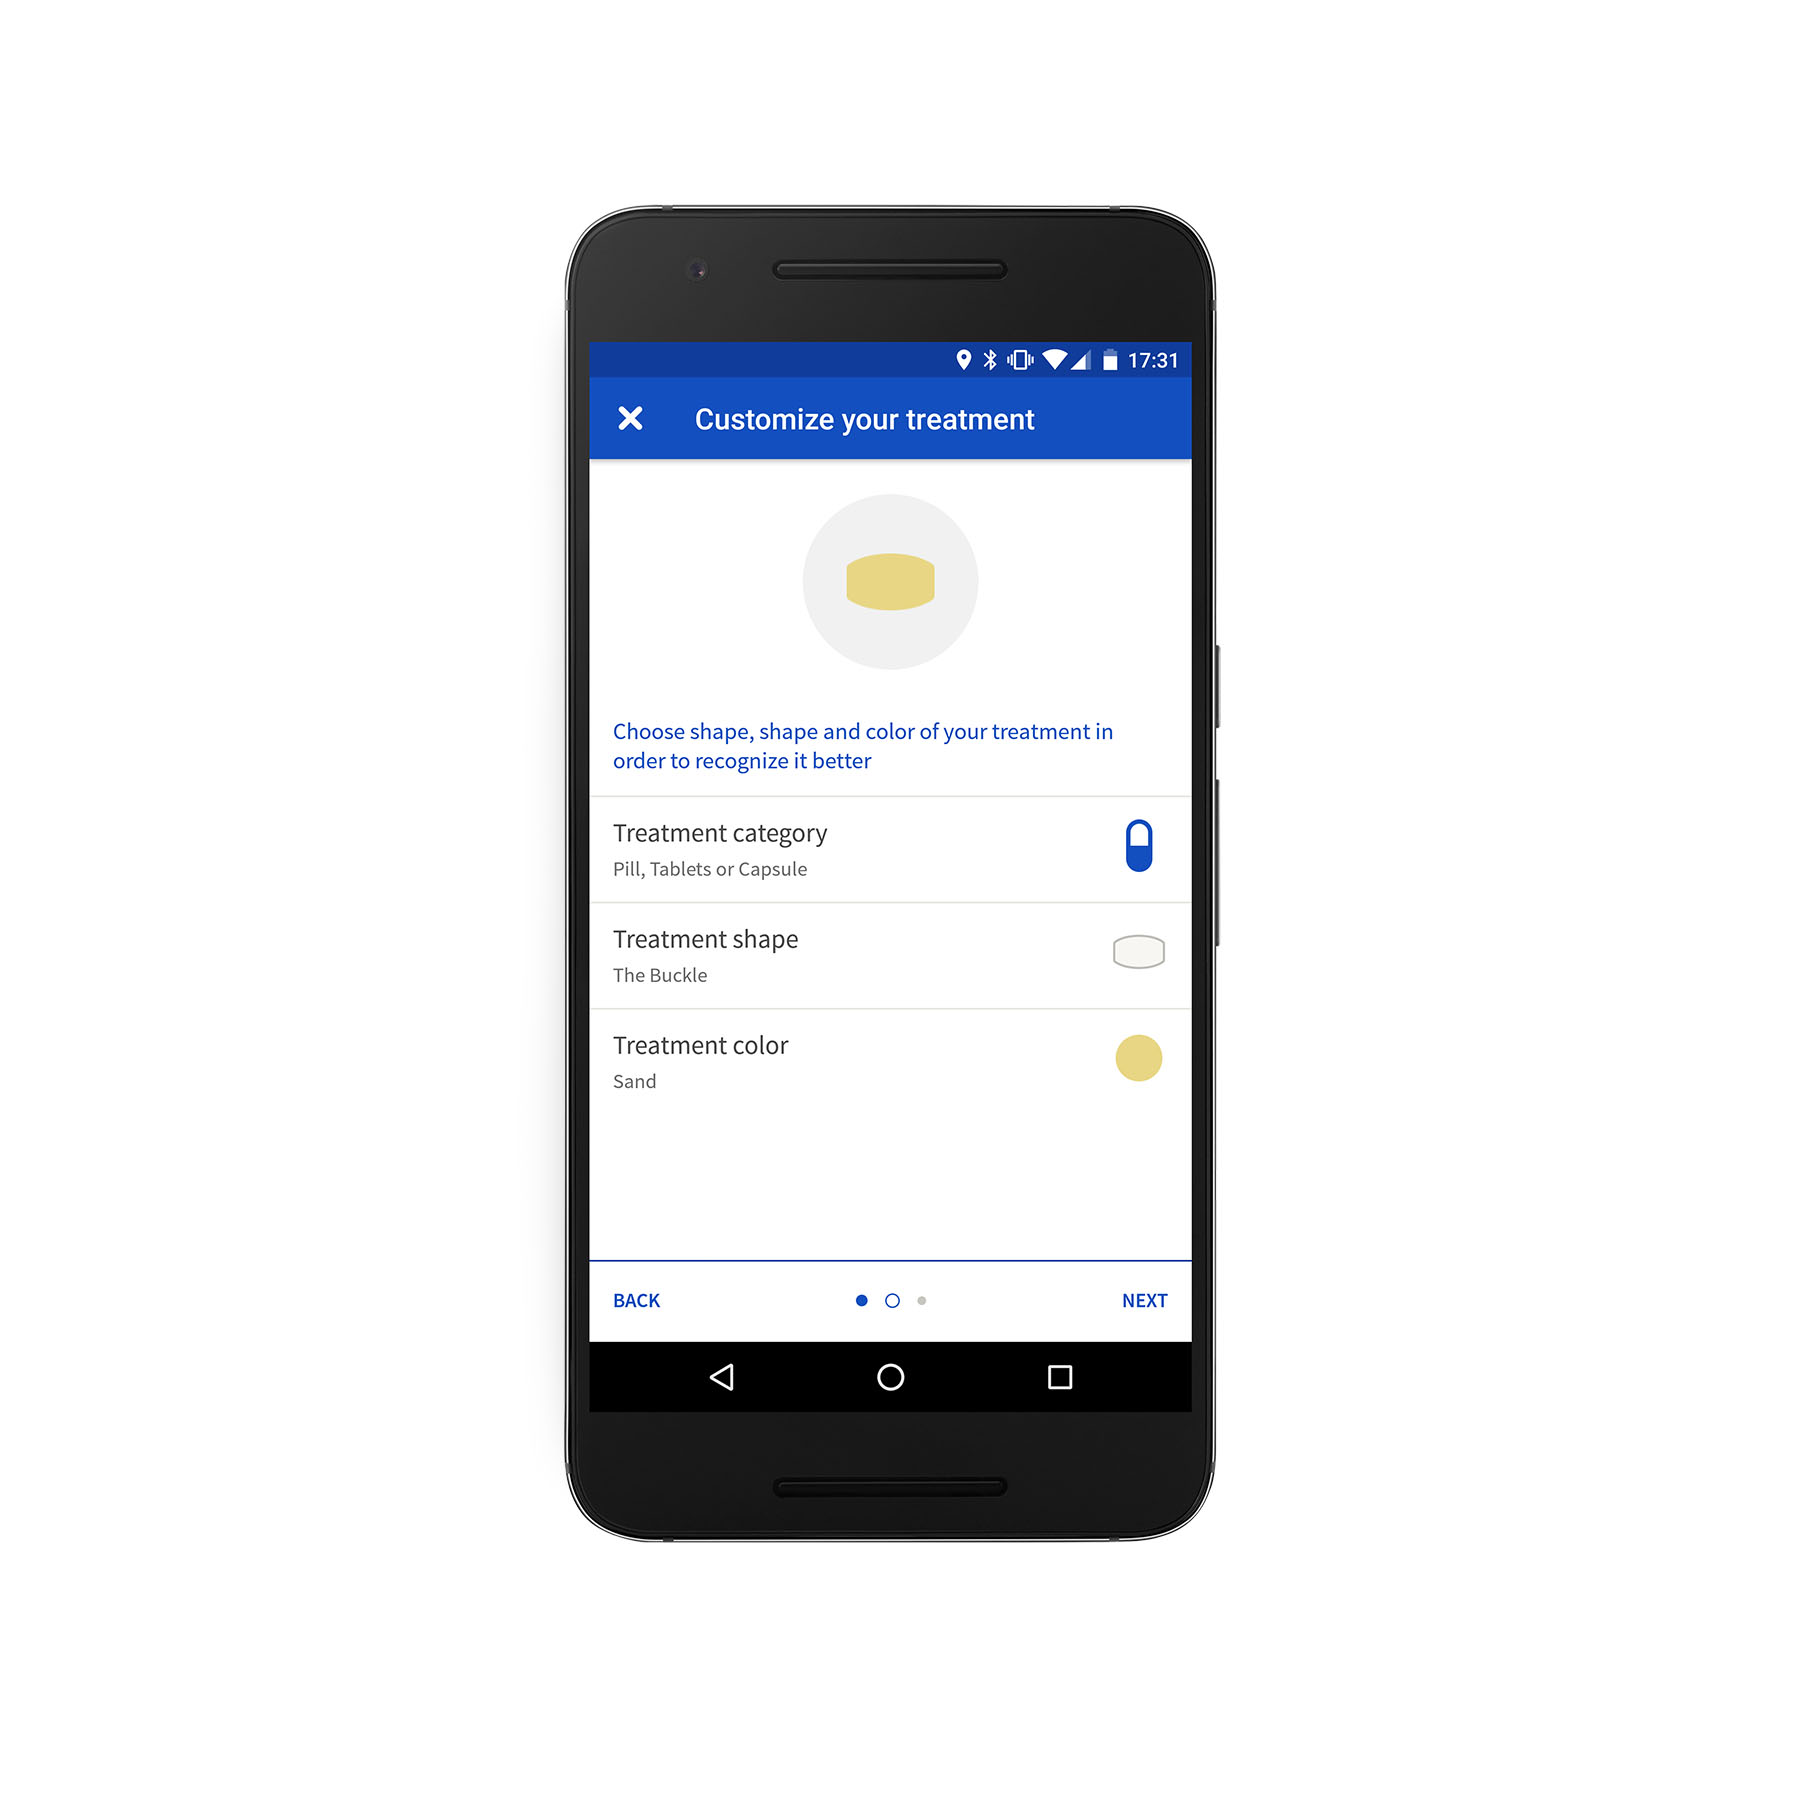 17:31
Customize your treatment
Choose shape, shape and color of your treatment in
order to recognize it better
Treatment category
Pill, Tablets or Capsule
Treatment shape
The Buckle
Treatment color
Sand
BACK
NEXT